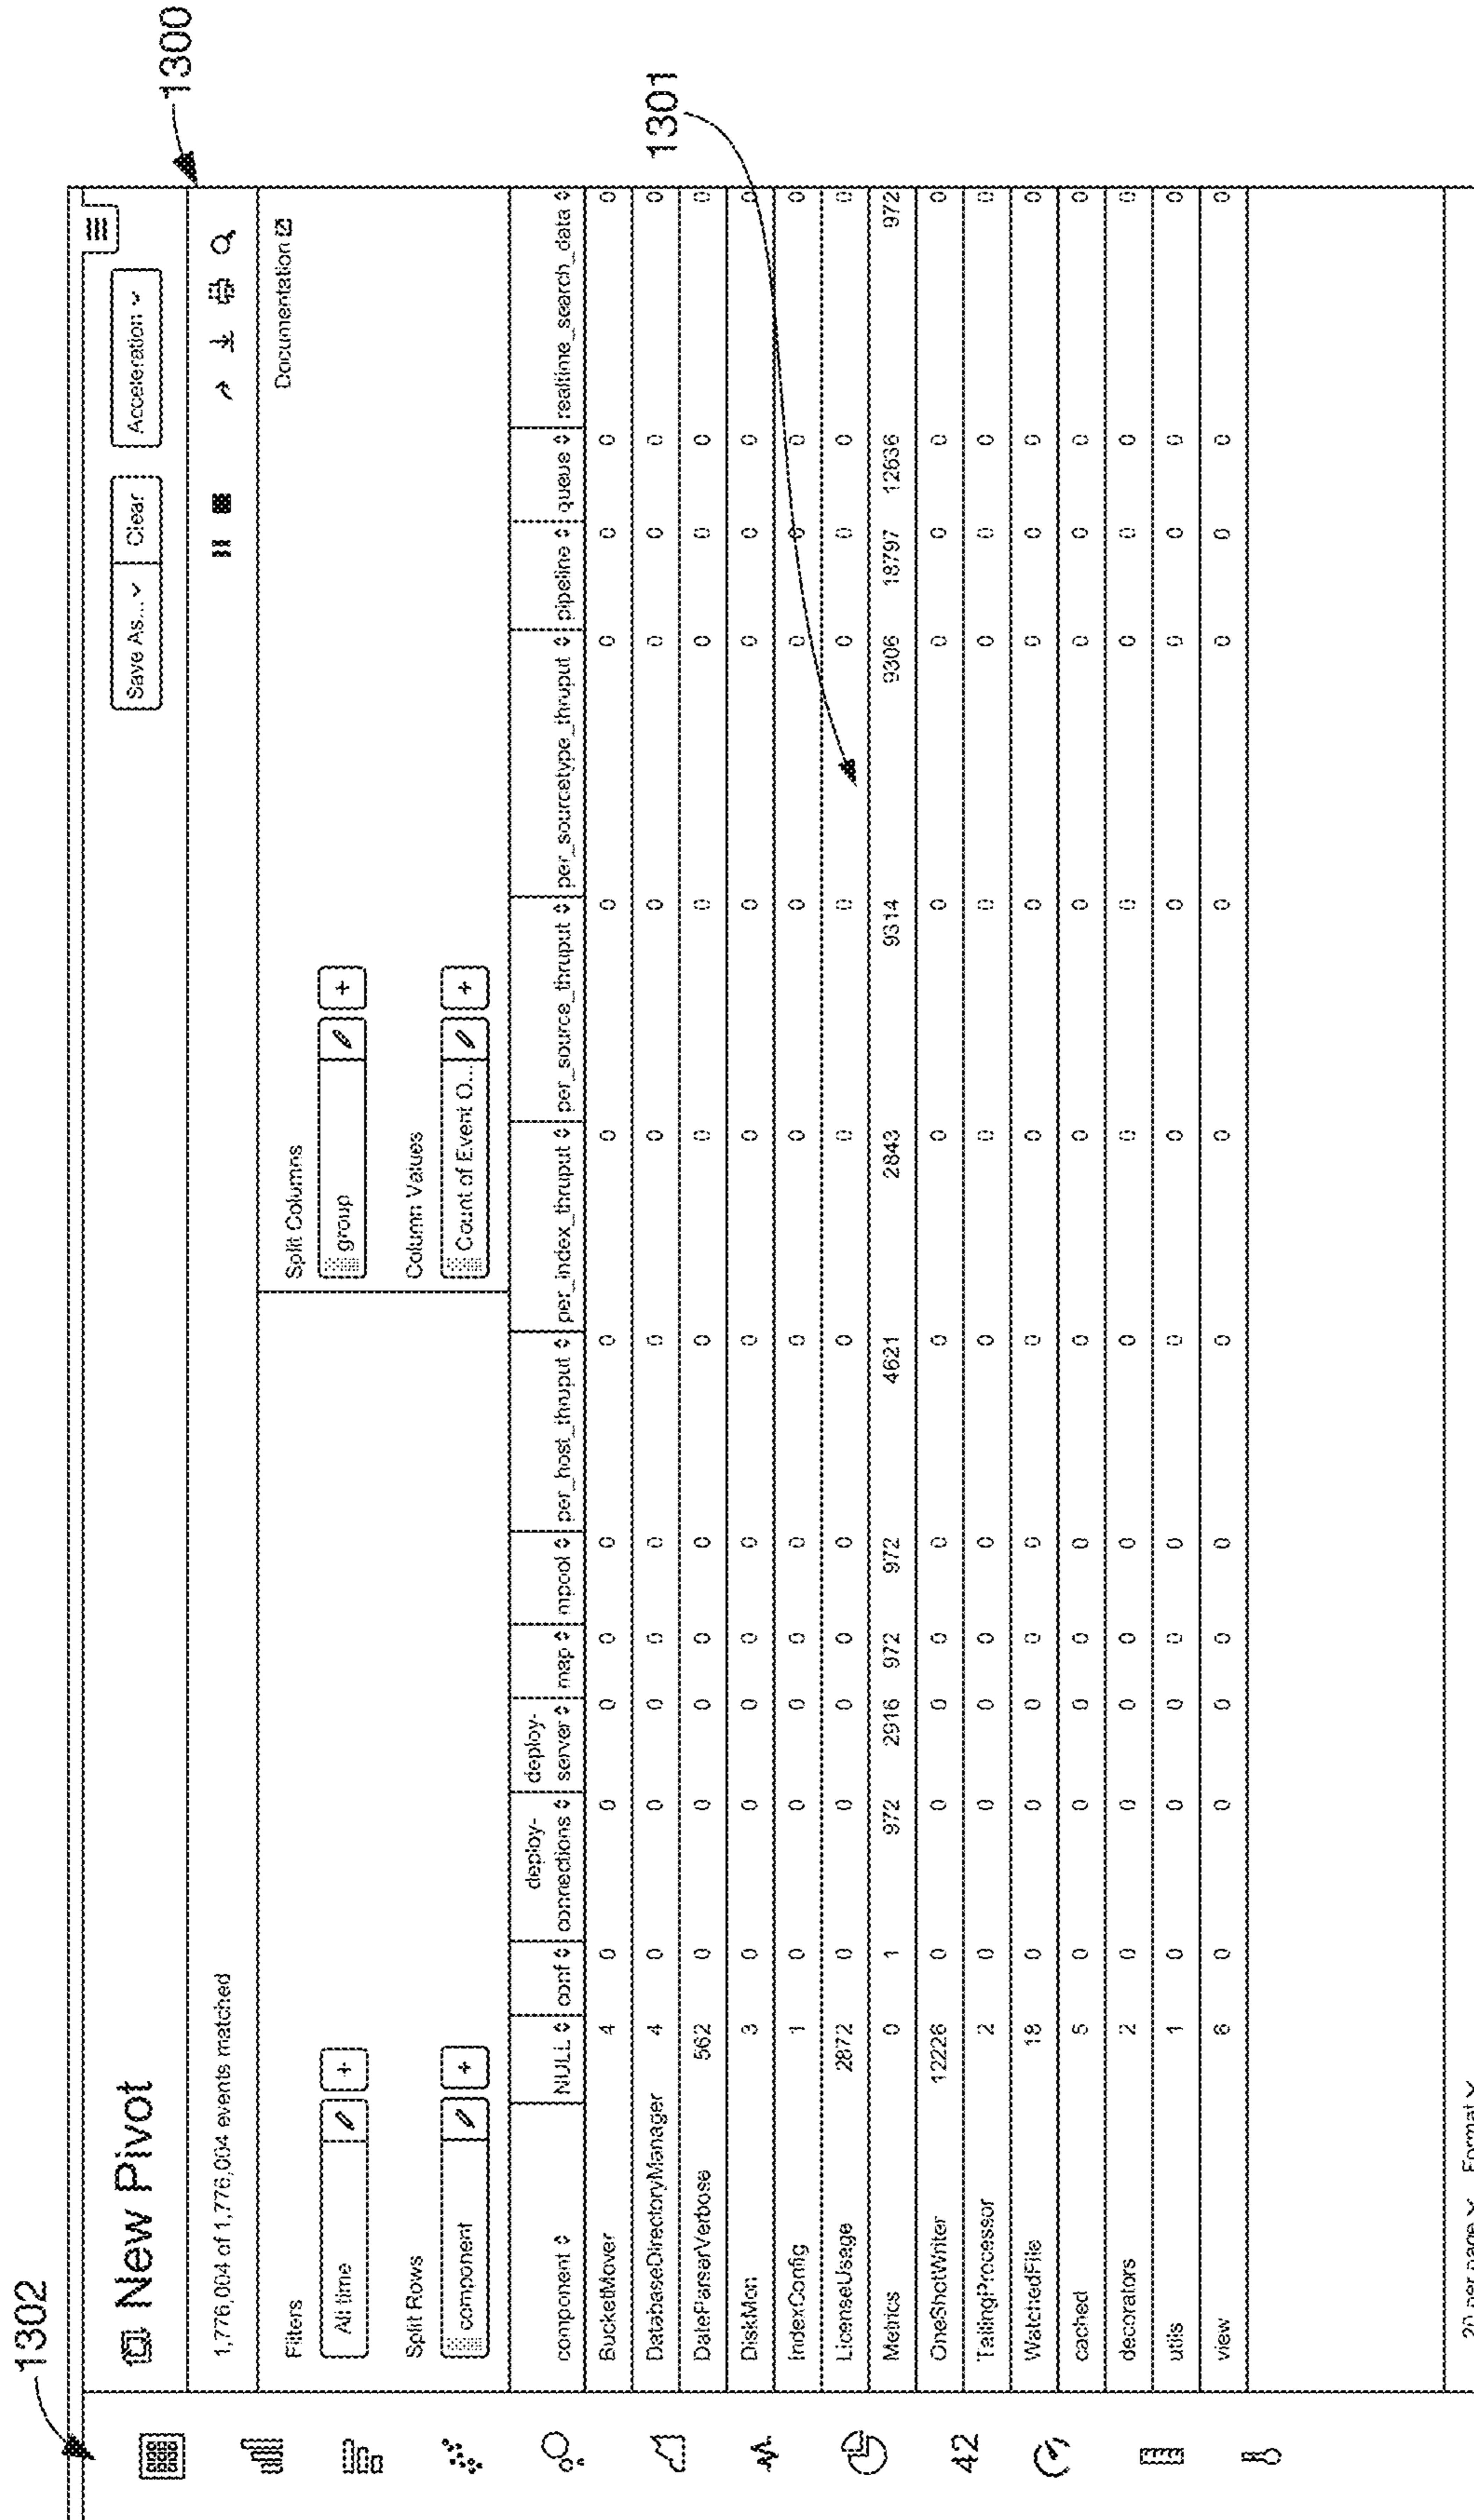 1302
1300
New Pivot
Save As... Clear Acceleration
1,776,004 of 1,776,004 events matched
Filters
Split Columns
Documentation
All time +
group +
Split Rows
Column Values
component +
Count of Event O... +
1301
component NULL conf deploy-connections deploy-server map mpool per_host_thruput per_index_thruput per_source_thruput per_sourcetype_thruput pipeline queue realtime_search_data
BucketMover 4 0 0 0 0 0 0 0 0 0 0 0 0
DatabaseDirectoryManager 4 0 0 0 0 0 0 0 0 0 0 0 0
DateParserVerbose 562 0 0 0 0 0 0 0 0 0 0 0 0
DiskMon 3 0 0 0 0 0 0 0 0 0 0 0 0
IndexConfig 1 0 0 0 0 0 0 0 0 0 0 0 0
LicenseUsage 2872 0 0 0 0 0 0 0 0 0 0 0 0
Metrics 0 1 972 2916 972 972 4621 2843 9314 9306 18797 12636 972
OneShotWriter 12226 0 0 0 0 0 0 0 0 0 0 0 0
TailingProcessor 2 0 0 0 0 0 0 0 0 0 0 0 0
WatchedFile 18 0 0 0 0 0 0 0 0 0 0 0 0
cached 5 0 0 0 0 0 0 0 0 0 0 0 0
decorators 2 0 0 0 0 0 0 0 0 0 0 0 0
utils 1 0 0 0 0 0 0 0 0 0 0 0 0
view 6 0 0 0 0 0 0 0 0 0 0 0 0
42
20 per page Format